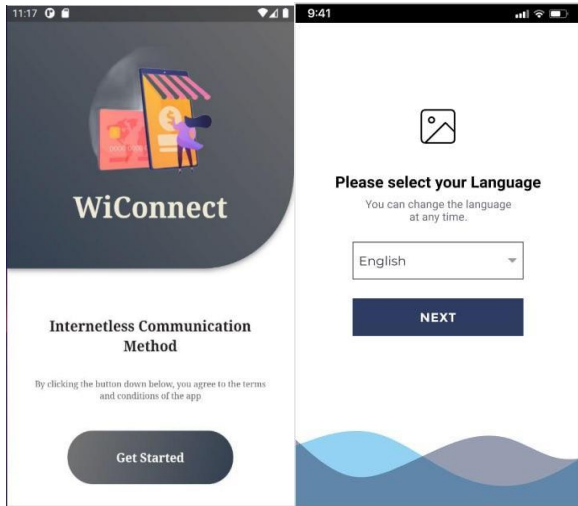 11:17
WiConnect
Internetless Communication
Method
By clicking the button down below, you agree to the terms
and conditions of the app
Get Started
9:41
Please select your Language
You can change the language
at any time.
English
NEXT